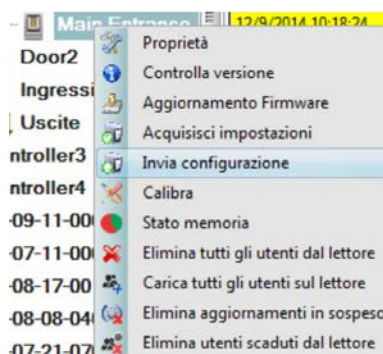 Main Entrance 12/9/2014 10:18:24
Door2
Proprietà
Controlla versione
Ingressi
Aggiornamento Firmware
Uscite
Acquisisci impostazioni
ntroller3
Invia configurazione
ntroller4
Calibra
-09-11-00
Stato memoria
-07-11-00
Elimina tutti gli utenti dal lettore
-08-17-00
Carica tutti gli utenti sul lettore
-08-08-04
Elimina aggiornamenti in sospeso
-07-21-07
Elimina utenti scaduti dal lettore